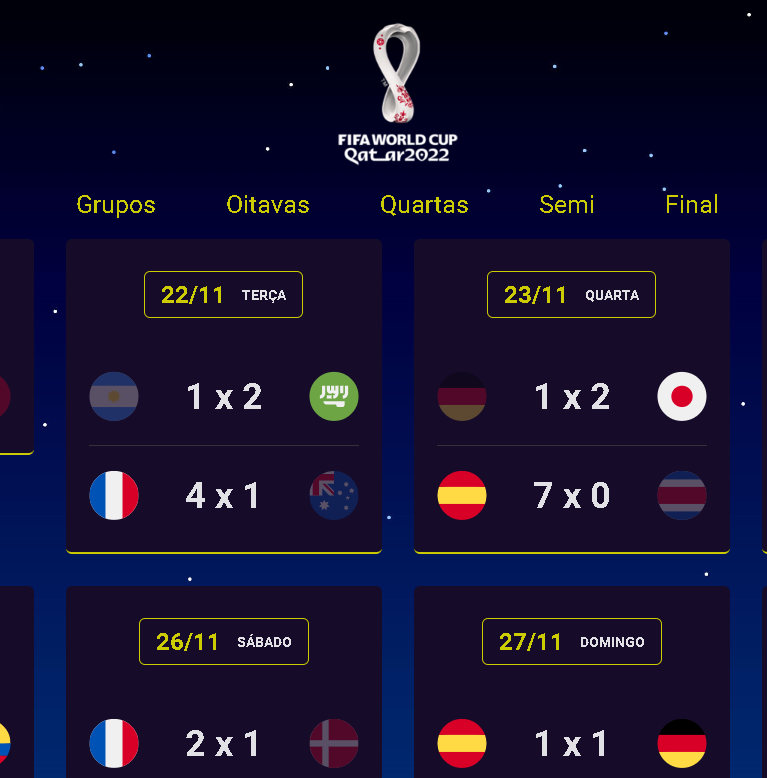 TM
FIFA WORLD CUP
Qatar2022
Grupos Oitavas Quartas Semi Final
22/11 TERÇA
1 x 2
4 x 1
23/11 QUARTA
1 x 2
7 x 0
26/11 SÁBADO
2 x 1
27/11 DOMINGO
1 x 1